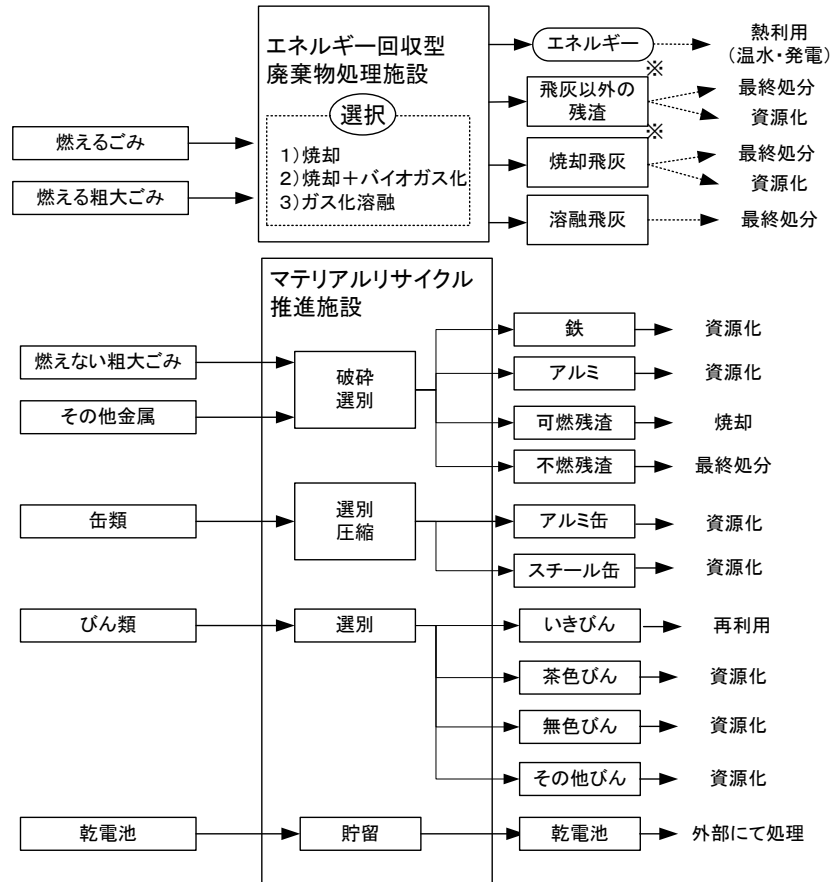 エネルギー回収型
廃棄物処理施設
選択
1)焼却
2)焼却+バイオガス化
3)ガス化溶融
燃えるごみ
燃える粗大ごみ
エネルギー
熱利用
(温水・発電)
※
飛灰以外の
残渣
最終処分
資源化
※
焼却飛灰
最終処分
資源化
溶融飛灰
最終処分
マテリアルリサイクル
推進施設
燃えない粗大ごみ
その他金属
破砕
選別
鉄
資源化
アルミ
資源化
可燃残渣
焼却
不燃残渣
最終処分
缶類
選別
圧縮
アルミ缶
資源化
スチール缶
資源化
びん類
選別
いきびん
再利用
茶色びん
資源化
無色びん
資源化
その他びん
資源化
乾電池
貯留
乾電池
外部にて処理